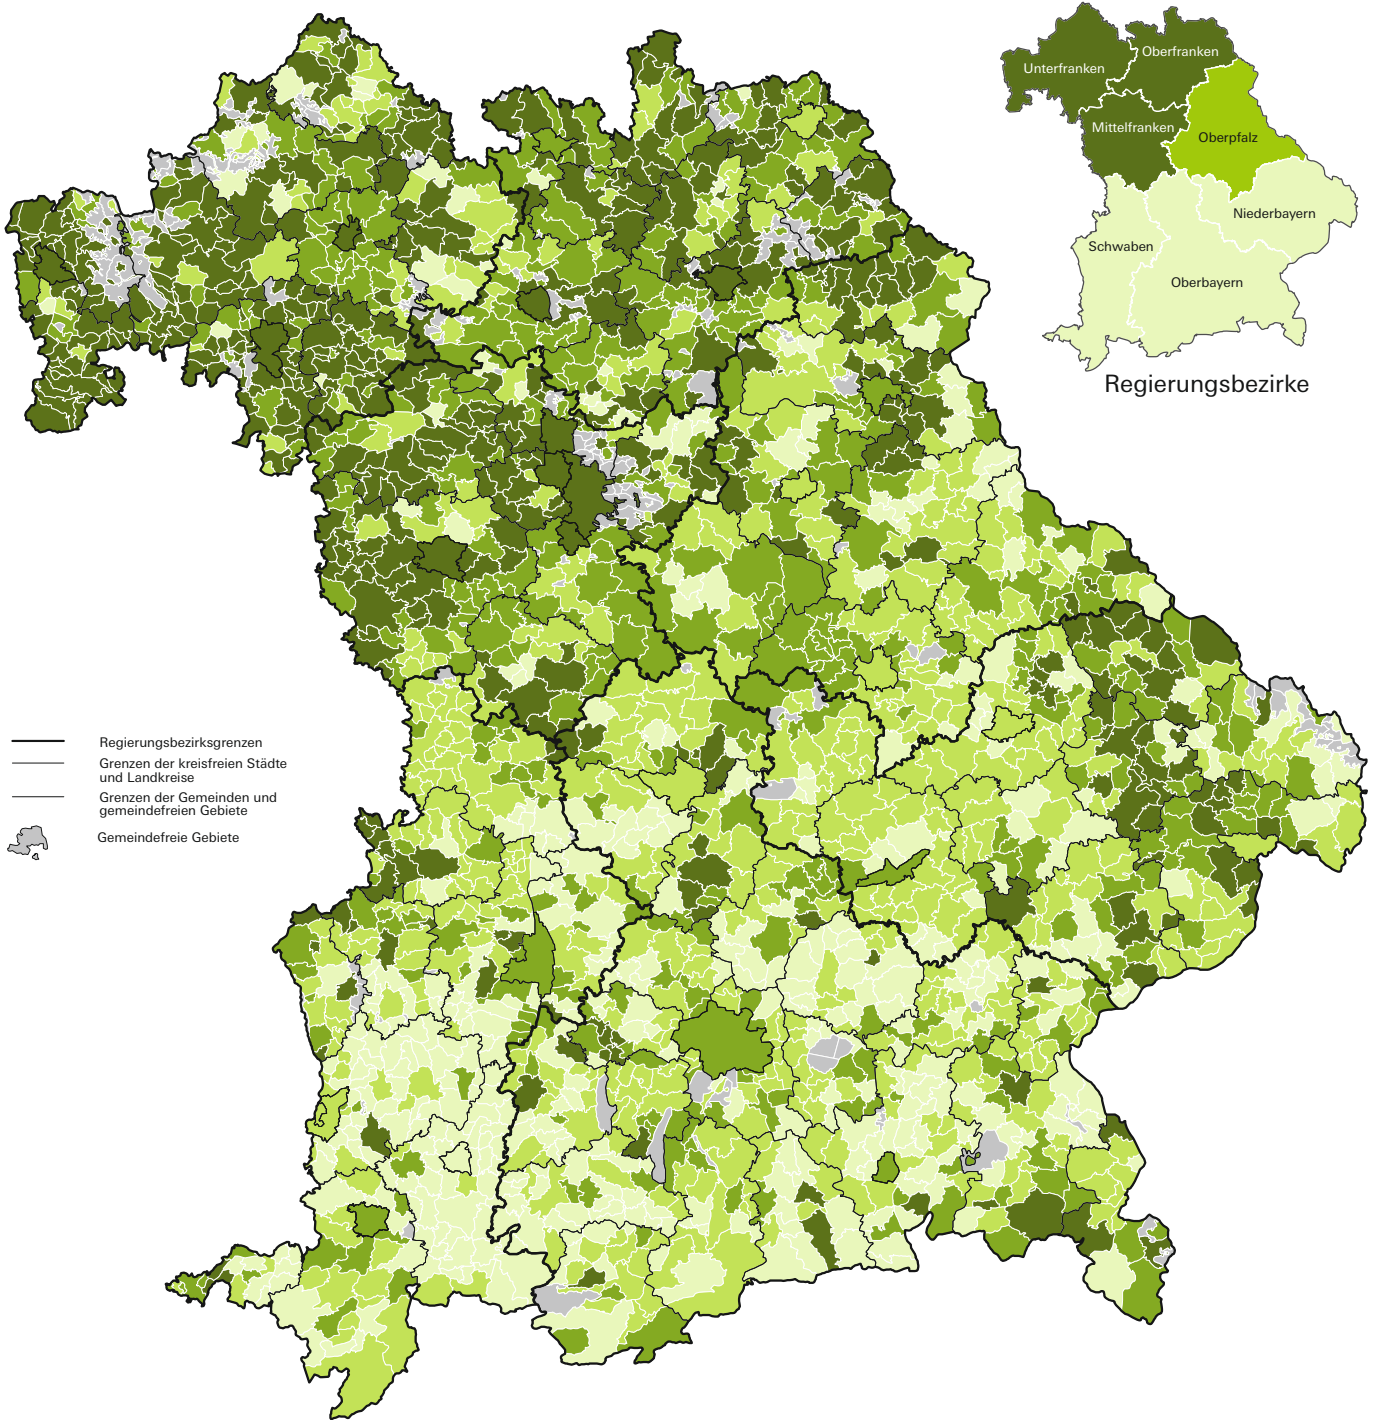 Oberfranken
Unterfranken
Mittelfranken
Oberpfalz
Niederbayern
Schwaben
Oberbayern
Regierungsbezirke
Regierungsbezirksgrenzen
Grenzen der kreisfreien Städte
und Landkreise
Grenzen der Gemeinden und
gemeindefreien Gebiete
Gemeindefreie Gebiete